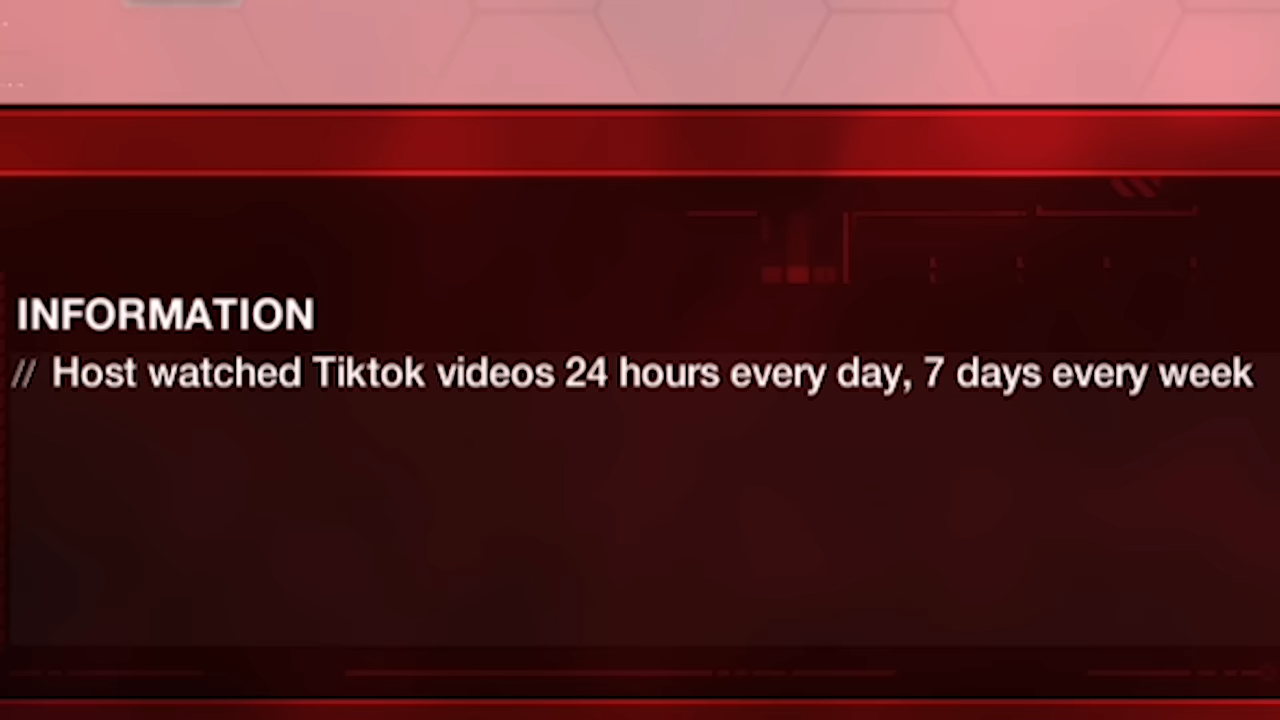 INFORMATION
// Host watched Tiktok videos 24 hours every day, 7 days every week